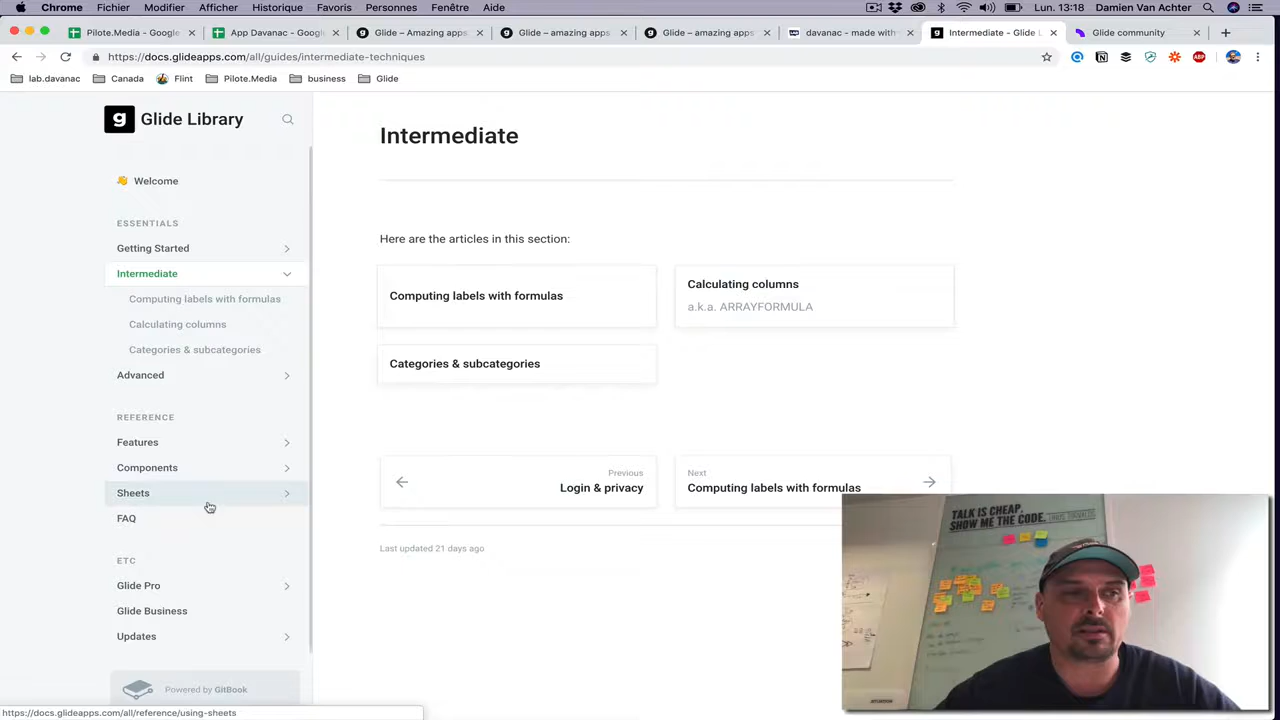 Chrome Fichier Modifier Afficher Historique Favoris Personnes Fenêtre Aide
Lun. 13:18 Damien Van Achter
Pilote.Media - Google
App Davanac - Google
Glide – Amazing apps
Glide – amazing apps
Glide – amazing apps
davanac - made with
Intermediate - Glide L
Glide community
https://docs.glideapps.com/all/guides/intermediate-techniques
lab.davanac Canada Flint Pilote.Media business Glide
Glide Library
Welcome
ESSENTIALS
Getting Started
Intermediate
Computing labels with formulas
Calculating columns
Categories & subcategories
Advanced
REFERENCE
Features
Components
Sheets
FAQ
ETC
Glide Pro
Glide Business
Updates
Powered by GitBook
https://docs.glideapps.com/all/reference/using-sheets
Intermediate
Here are the articles in this section:
Computing labels with formulas
Calculating columns
a.k.a. ARRAYFORMULA
Categories & subcategories
Previous
Login & privacy
Next
Computing labels with formulas
Last updated 21 days ago
TALK IS CHEAP.
SHOW ME THE CODE.
LINUS TORVALDS